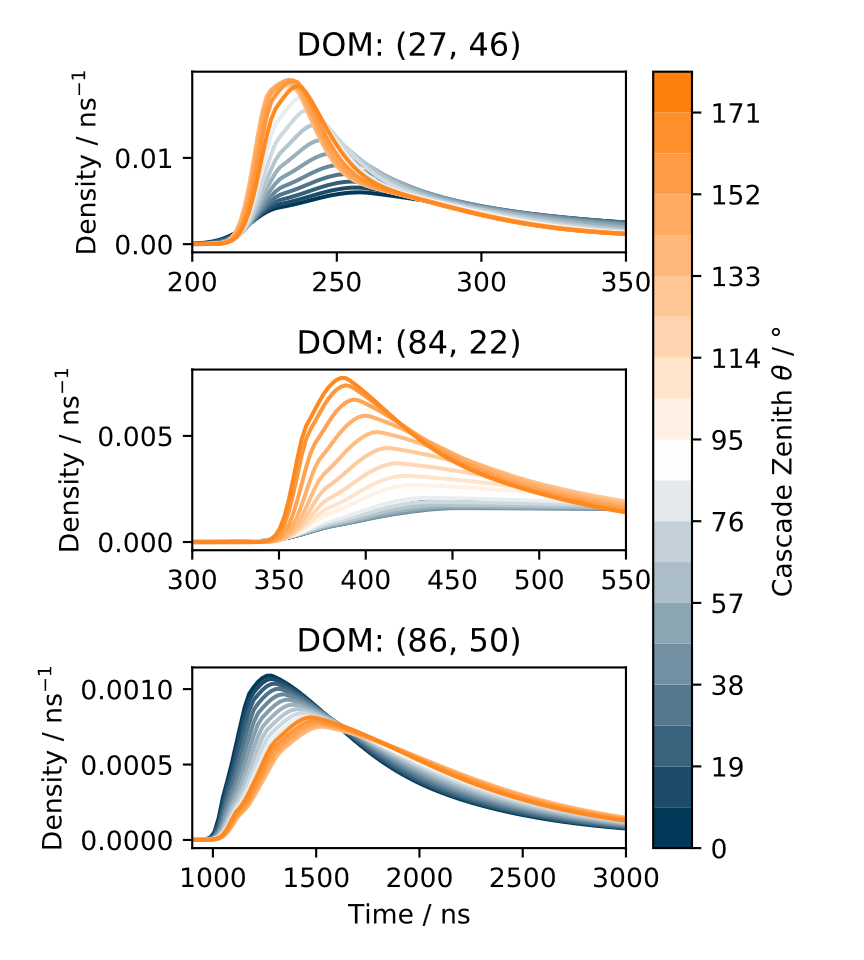 DOM: (27, 46)
Density / ns⁻¹
0.01
0.00
200 250 300 350
DOM: (84, 22)
Density / ns⁻¹
0.005
0.000
300 350 400 450 500 550
DOM: (86, 50)
Density / ns⁻¹
0.0010
0.0005
0.0000
1000 1500 2000 2500 3000
Time / ns
171
152
133
114
95
76
57
38
19
0
Cascade Zenith θ / °